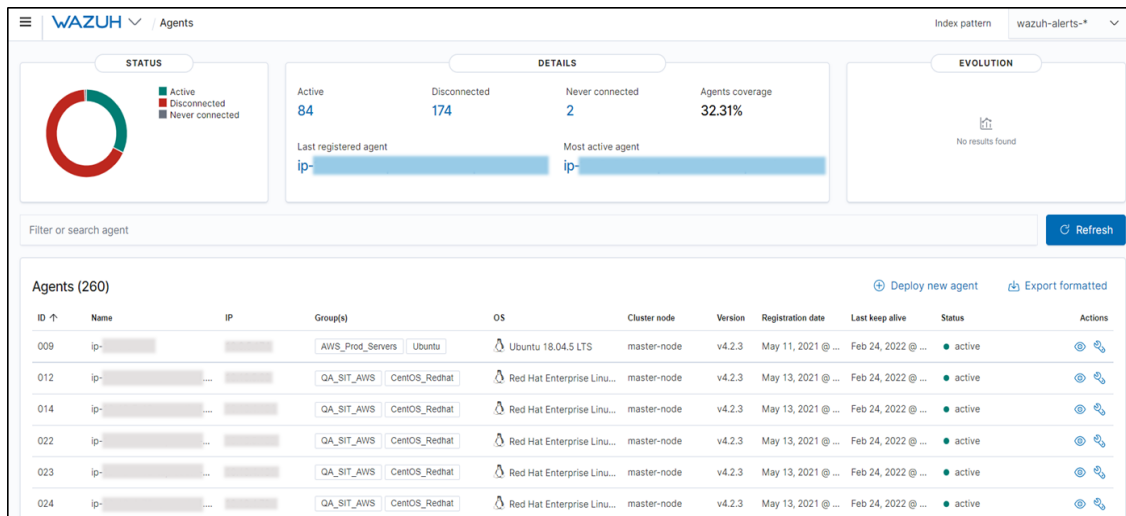 WAZUH / Agents Index pattern wazuh-alerts-*
STATUS
Active
Disconnected
Never connected
DETAILS
Active Disconnected Never connected Agents coverage
84 174 2 32.31%
Last registered agent Most active agent
ip- ip-
EVOLUTION
No results found
Filter or search agent Refresh
Agents (260) Deploy new agent Export formatted
ID Name IP Group(s) OS Cluster node Version Registration date Last keep alive Status Actions
009 ip- AWS_Prod_Servers Ubuntu Ubuntu 18.04.5 LTS master-node v4.2.3 May 11, 2021 @ ... Feb 24, 2022 @ ... active
012 ip- .... QA_SIT_AWS CentOS_Redhat Red Hat Enterprise Linu... master-node v4.2.3 May 13, 2021 @ ... Feb 24, 2022 @ ... active
014 ip- ... QA_SIT_AWS CentOS_Redhat Red Hat Enterprise Linu... master-node v4.2.3 May 13, 2021 @ ... Feb 24, 2022 @ ... active
022 ip- ... QA_SIT_AWS CentOS_Redhat Red Hat Enterprise Linu... master-node v4.2.3 May 13, 2021 @ ... Feb 24, 2022 @ ... active
023 ip- ... QA_SIT_AWS CentOS_Redhat Red Hat Enterprise Linu... master-node v4.2.3 May 13, 2021 @ ... Feb 24, 2022 @ ... active
024 ip- ... QA_SIT_AWS CentOS_Redhat Red Hat Enterprise Linu... master-node v4.2.3 May 13, 2021 @ ... Feb 24, 2022 @ ... active